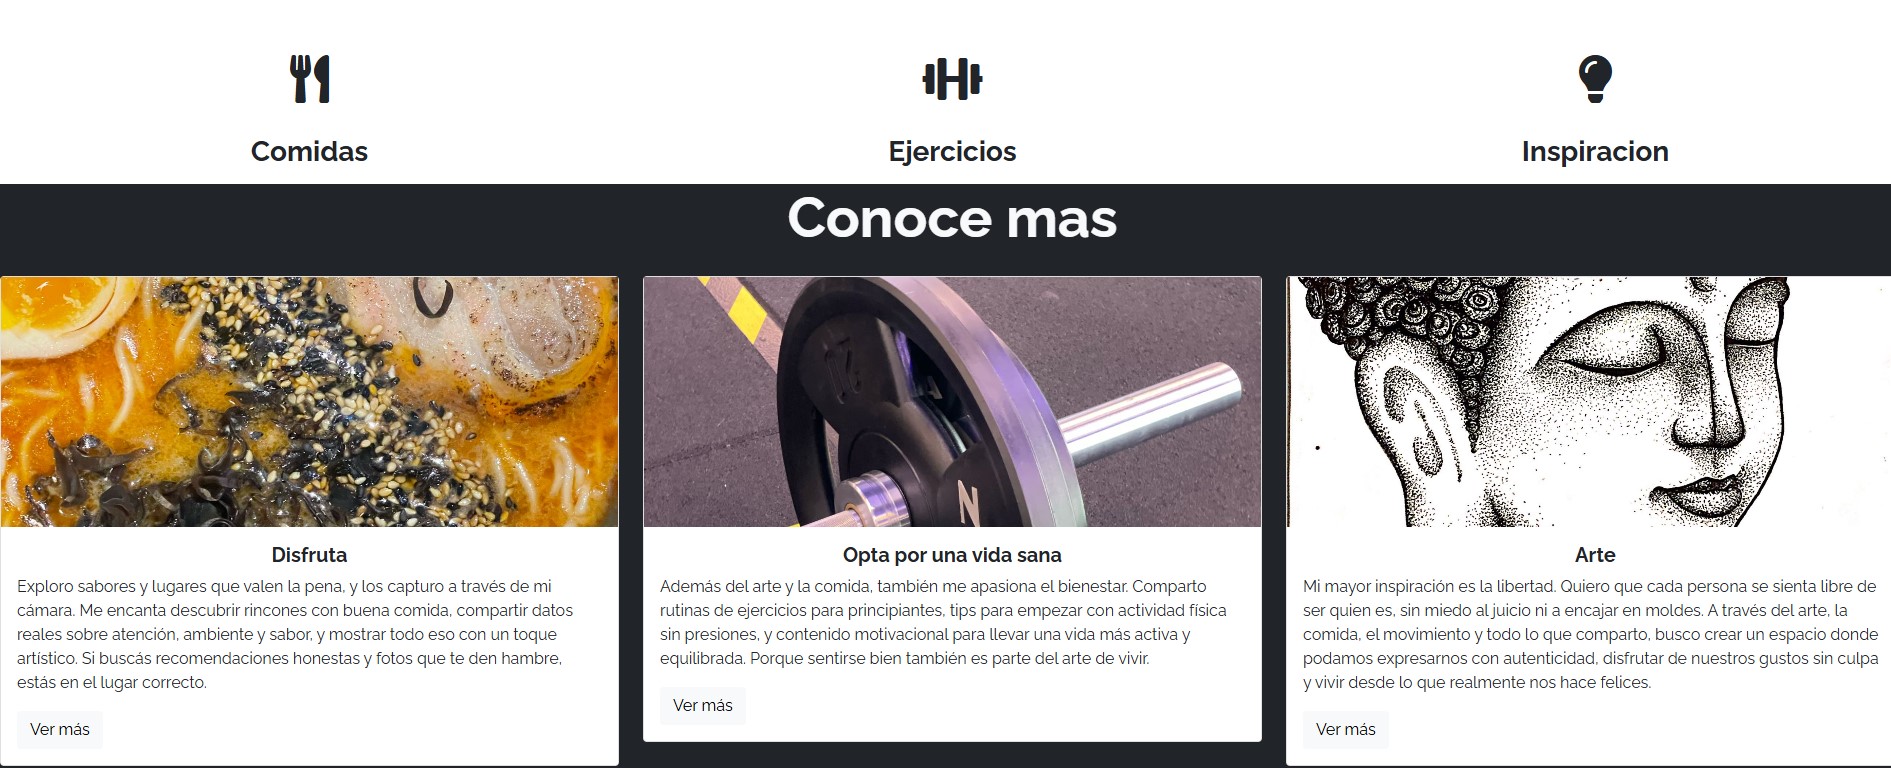 Comidas
Ejercicios
Inspiracion
Conoce mas
Disfruta
Exploro sabores y lugares que valen la pena, y los capturo a través de mi
cámara. Me encanta descubrir rincones con buena comida, compartir datos
reales sobre atención, ambiente y sabor, y mostrar todo eso con un toque
artístico. Si buscás recomendaciones honestas y fotos que te den hambre,
estás en el lugar correcto.
Ver más
Opta por una vida sana
Además del arte y la comida, también me apasiona el bienestar. Comparto
rutinas de ejercicios para principiantes, tips para empezar con actividad física
sin presiones, y contenido motivacional para llevar una vida más activa y
equilibrada. Porque sentirse bien también es parte del arte de vivir.
Ver más
Arte
Mi mayor inspiración es la libertad. Quiero que cada persona se sienta libre de
ser quien es, sin miedo al juicio ni a encajar en moldes. A través del arte, la
comida, el movimiento y todo lo que comparto, busco crear un espacio donde
podamos expresarnos con autenticidad, disfrutar de nuestros gustos sin culpa
y vivir desde lo que realmente nos hace felices.
Ver más